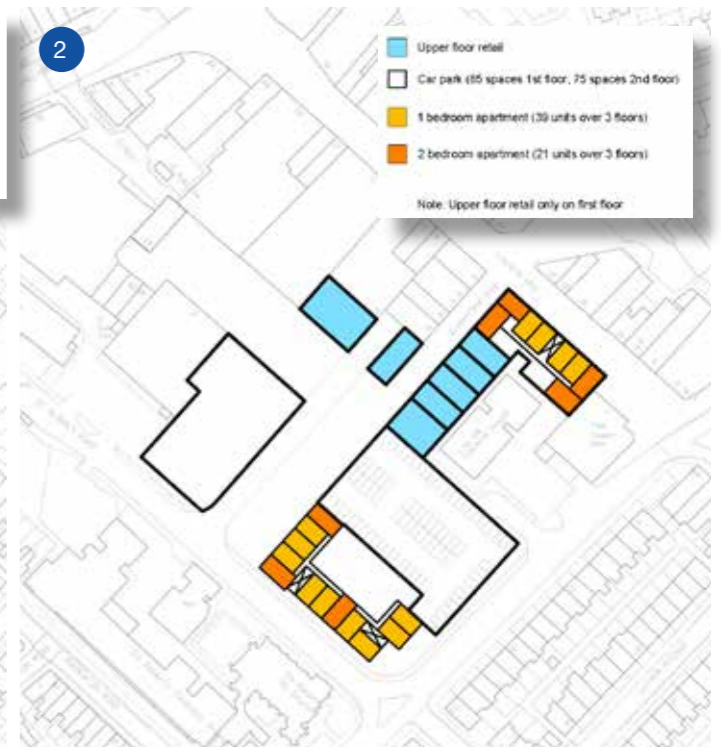 2
Upper floor retail
Car park (85 spaces 1st floor, 75 spaces 2nd floor)
1 bedroom apartment (39 units over 3 floors)
2 bedroom apartment (21 units over 3 floors)
Note: Upper floor retail only on first floor